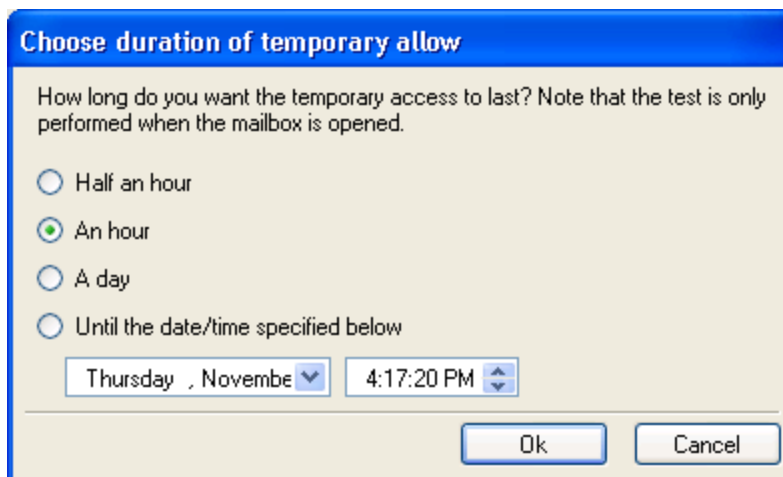 Choose duration of temporary allow
How long do you want the temporary access to last? Note that the test is only
performed when the mailbox is opened.
Half an hour
An hour
A day
Until the date/time specified below
Thursday , Novembe 4:17:20 PM
Ok Cancel